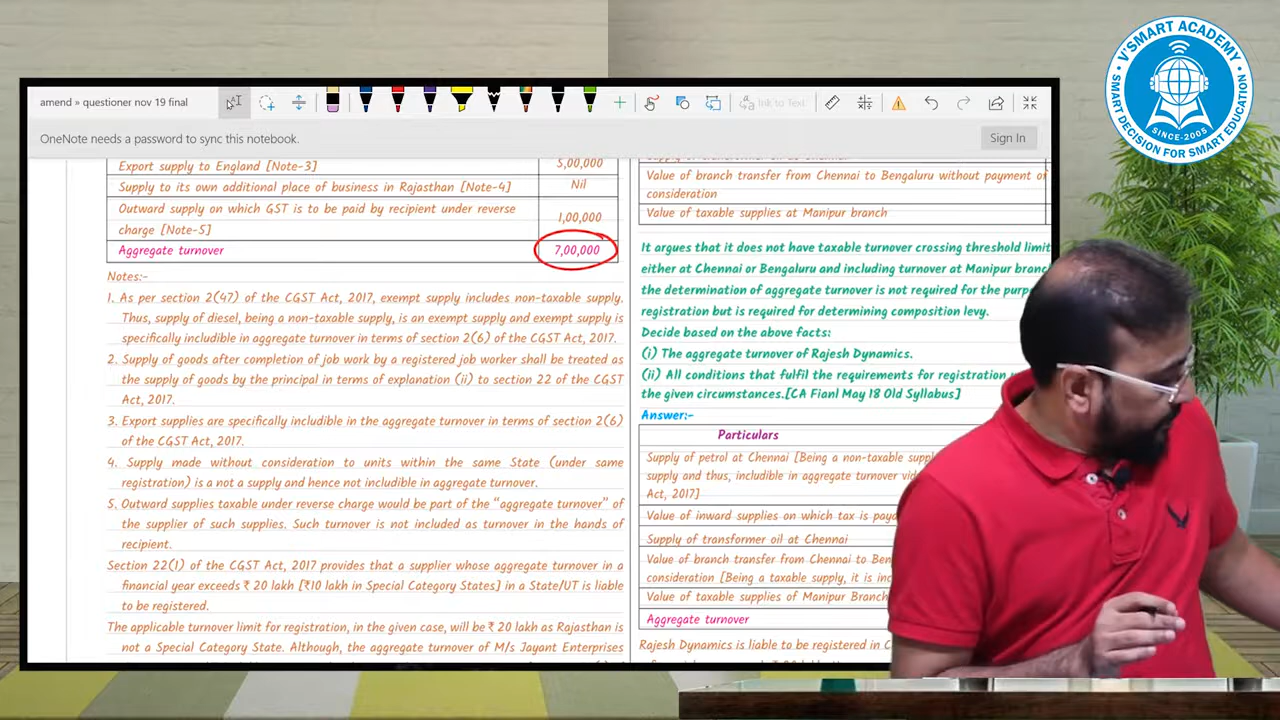 V'SMART ACADEMY
SINCE-2005
SMART DECISION FOR SMART EDUCATION
amend » questioner nov 19 final
Ink to Text
OneNote needs a password to sync this notebook.
Sign In
Export supply to England [Note-3]
5,00,000
Supply to its own additional place of business in Rajasthan [Note-4]
Nil
Outward supply on which GST is to be paid by recipient under reverse
charge [Note-5]
1,00,000
Aggregate turnover
7,00,000
Notes:-
1. As per section 2(47) of the CGST Act, 2017, exempt supply includes non-taxable supply.
Thus, supply of diesel, being a non-taxable supply, is an exempt supply and exempt supply is
specifically includible in aggregate turnover in terms of section 2(6) of the CGST Act, 2017.
2. Supply of goods after completion of job work by a registered job worker shall be treated as
the supply of goods by the principal in terms of explanation (ii) to section 22 of the CGST
Act, 2017.
3. Export supplies are specifically includible in the aggregate turnover in terms of section 2(6)
of the CGST Act, 2017.
4. Supply made without consideration to units within the same State (under same
registration) is a not a supply and hence not includible in aggregate turnover.
5. Outward supplies taxable under reverse charge would be part of the “aggregate turnover” of
the supplier of such supplies. Such turnover is not included as turnover in the hands of
recipient.
Section 22(1) of the CGST Act, 2017 provides that a supplier whose aggregate turnover in a
financial year exceeds ₹ 20 lakh [₹10 lakh in Special Category States] in a State/UT is liable
to be registered.
The applicable turnover limit for registration, in the given case, will be ₹ 20 lakh as Rajasthan is
not a Special Category State. Although, the aggregate turnover of M/s Jayant Enterprises
Value of branch transfer from Chennai to Bengaluru without payment of
consideration
Value of taxable supplies at Manipur branch
It argues that it does not have taxable turnover crossing threshold limit
either at Chennai or Bengaluru and including turnover at Manipur branch
the determination of aggregate turnover is not required for the
registration but is required for determining composition levy.
Decide based on the above facts:
(i) The aggregate turnover of Rajesh Dynamics.
(ii) All conditions that fulfil the requirements for registration
the given circumstances.[CA Fianl May 18 Old Syllabus]
Answer:-
Particulars
Supply of petrol at Chennai [Being a non-taxable
supply and thus, includible in aggregate turnover
Act, 2017]
Value of inward supplies on which tax is
Supply of transformer oil at Chennai
Value of branch transfer from Chennai to
consideration [Being a taxable supply, it is
Value of taxable supplies of Manipur Branch
Aggregate turnover
Rajesh Dynamics is liable to be registered in